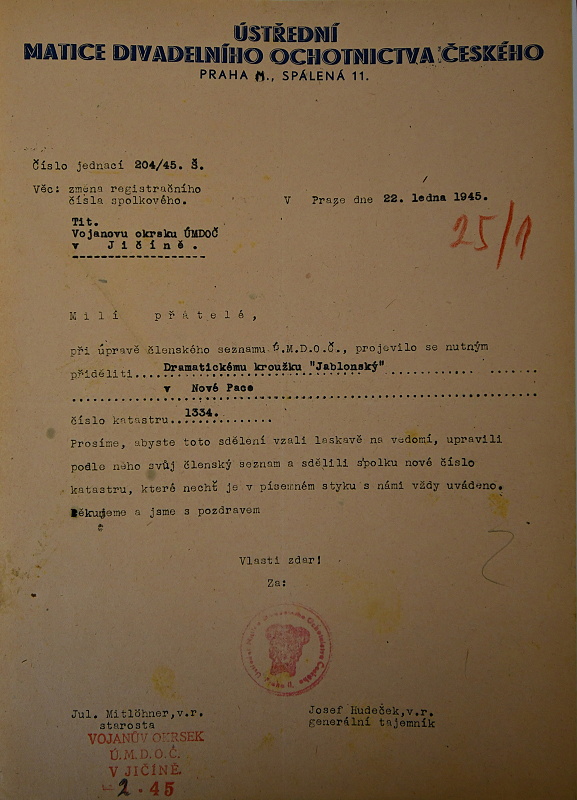 ÚSTŘEDNÍ
MATICE DIVADELNÍHO OCHOTNICTVA ČESKÉHO
PRAHA II., SPÁLENÁ 11.
Číslo jednací 204/45. Š.
Věc: změna registračního
čísla spolkového.
V Praze dne 22. ledna 1945.
25/1
Tit.
Vojanovu okrsku ÚMDOČ
v Jičíně.
Milí přátelé,
při úpravě členského seznamu Ú.M.D.O.Č., projevilo se nutným
přiděliti Dramatickému kroužku "Jablonský"
v Nové Pace
číslo katastru 1334.
Prosíme, abyste toto sdělení vzali laskavě na vědomí, upravili
podle něho svůj členský seznam a sdělili spolku nové číslo
katastru, které nechť je v písemném styku s námi vždy uváděno.
Děkujeme a jsme s pozdravem
Vlasti zdar!
Za:
Jul. Mitlöhner,v.r.
starosta
Josef Hudeček,v.r.
generální tajemník
VOJANŮV OKRSEK
Ú.M.D.O.Č.
V JIČÍNĚ.
2.45